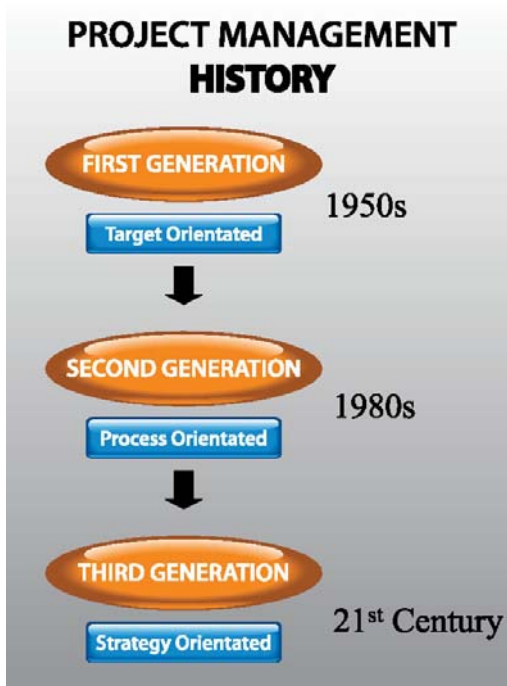 PROJECT MANAGEMENT
HISTORY
FIRST GENERATION
1950s
Target Orientated
SECOND GENERATION
1980s
Process Orientated
THIRD GENERATION
21st Century
Strategy Orientated